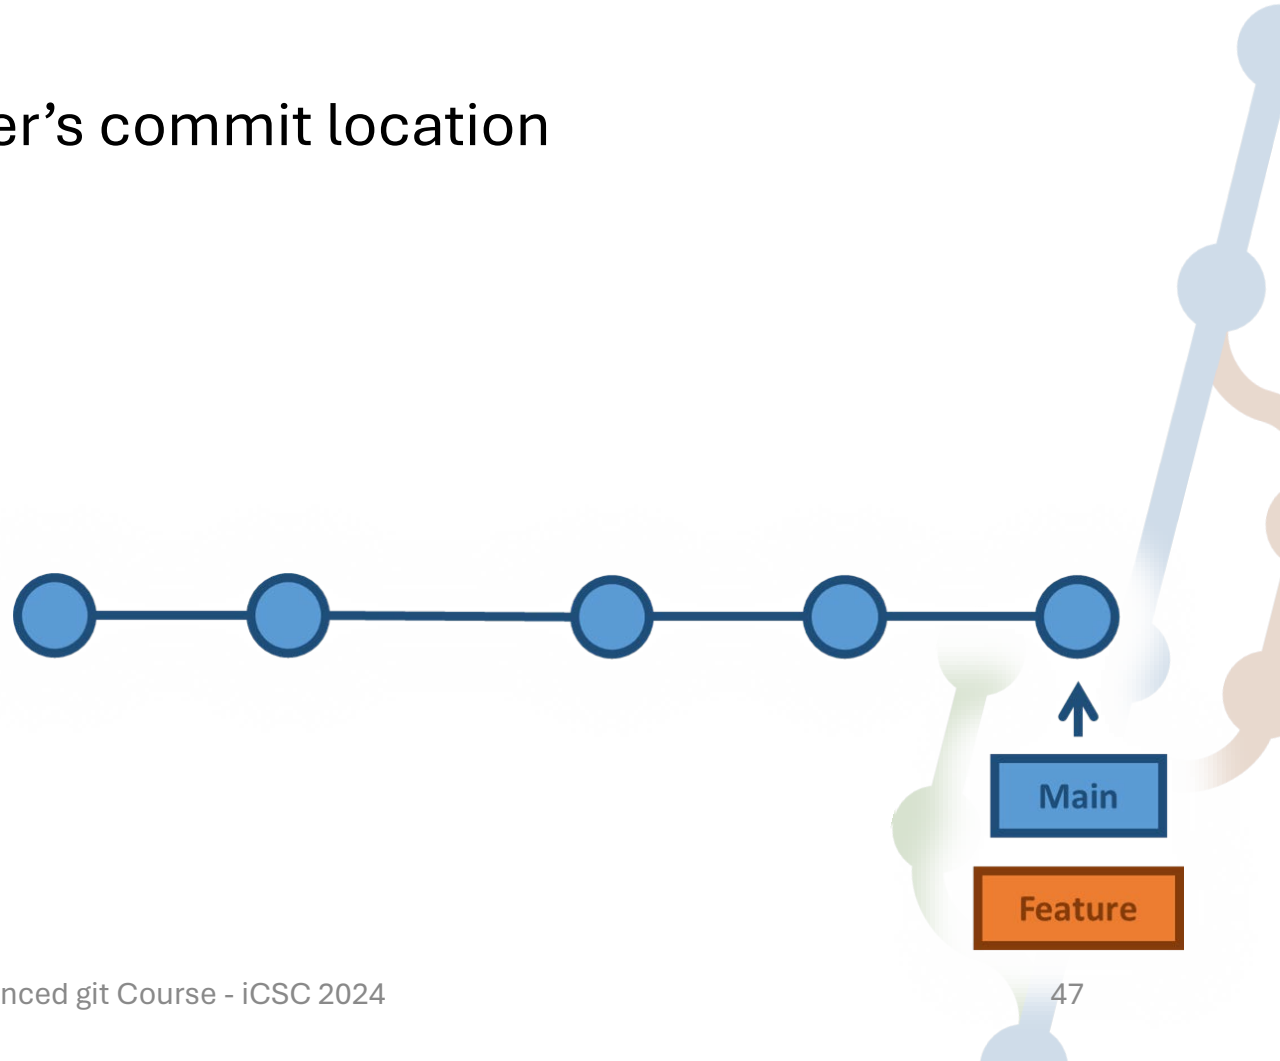 er’s commit location
Main
Feature
nced git Course - iCSC 2024
47